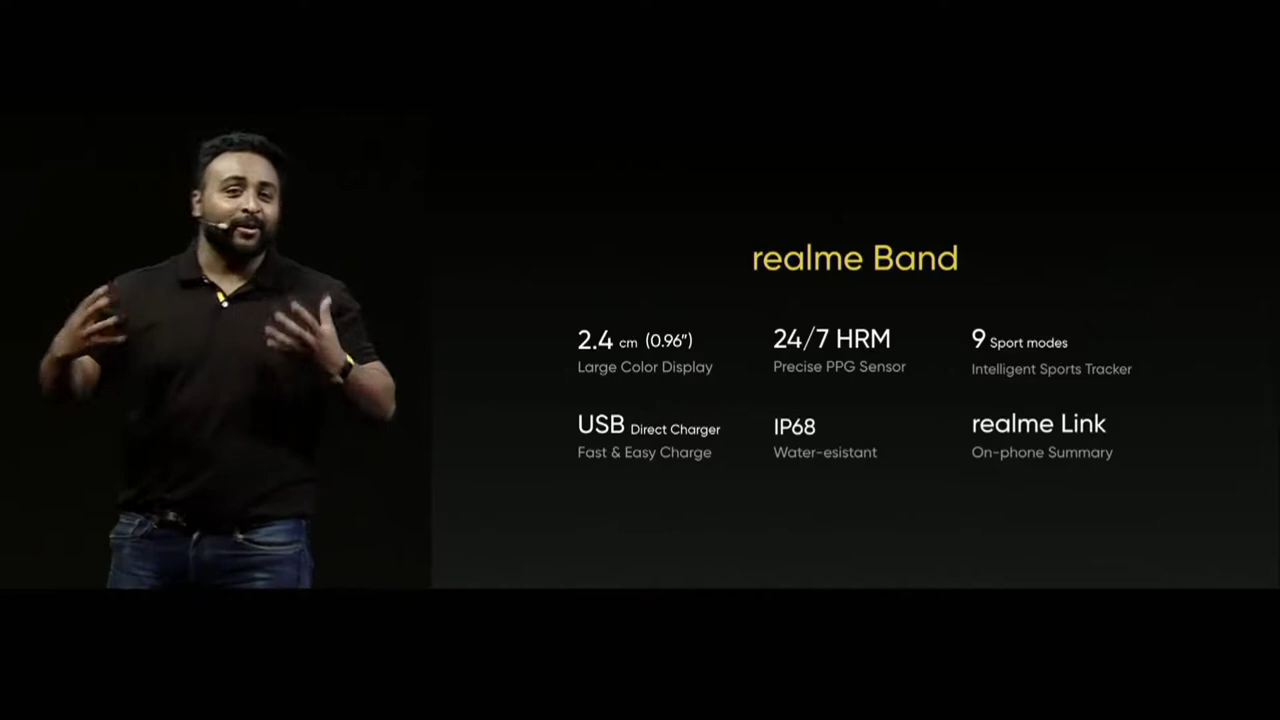 realme Band
2.4 cm (0.96”)
Large Color Display
24/7 HRM
Precise PPG Sensor
9 Sport modes
Intelligent Sports Tracker
USB Direct Charger
Fast & Easy Charge
IP68
Water-esistant
realme Link
On-phone Summary